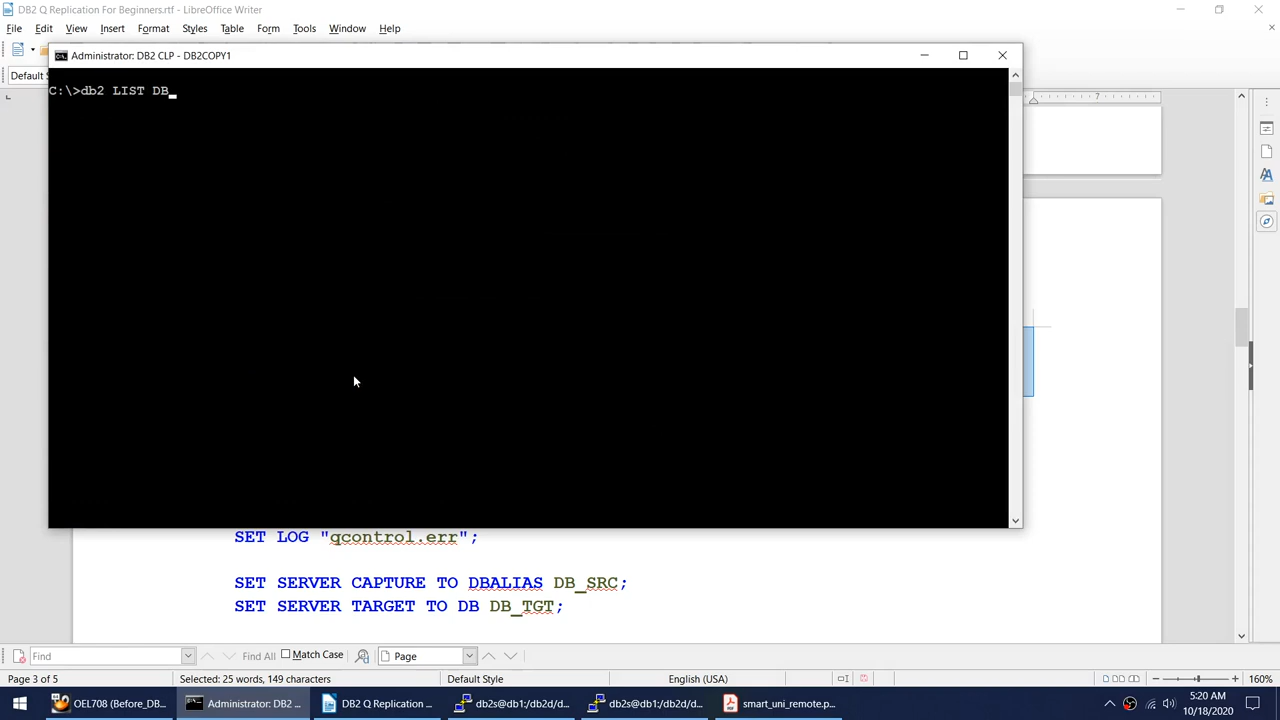 DB2 Q Replication For Beginners.rtf - LibreOffice Writer
File Edit View Insert Format Styles Table Form Tools Window Help
Administrator: DB2 CLP - DB2COPY1
Default S
C:\>db2 LIST DB_
7
SET LOG "qcontrol.err";
SET SERVER CAPTURE TO DBALIAS DB_SRC;
SET SERVER TARGET TO DB DB_TGT;
Find Find All Match Case Page
Page 3 of 5 Selected: 25 words, 149 characters Default Style English (USA) 160%
OEL708 (Before_DB... Administrator: DB2 ... DB2 Q Replication ... db2s@db1:/db2d/d... db2s@db1:/db2d/d... smart_uni_remote.p...
5:20 AM
10/18/2020